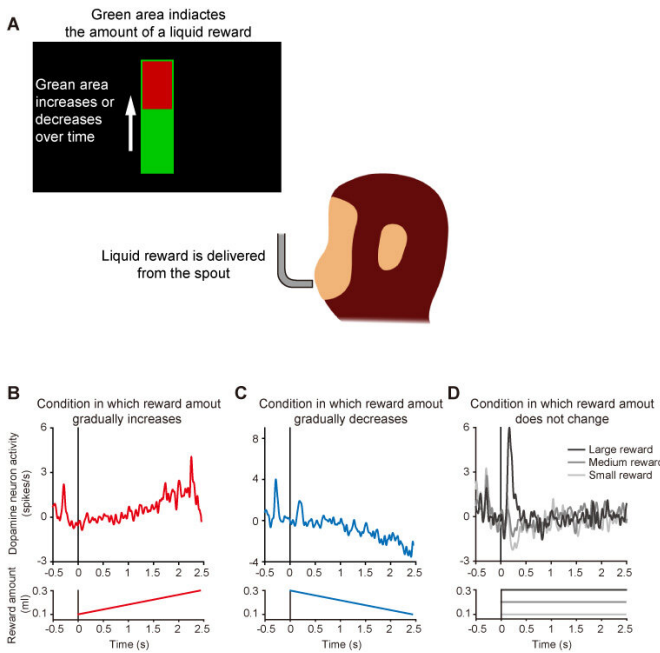 Green area indiactes
the amount of a liquid reward
A
Grean area
increases or
decreases
over time
Liquid reward is delivered
from the spout
B
Condition in which reward amout
gradually increases
Dopamine neuron activity
(spikes/s)
6
3
0
-3
-0.5 0 0.5 1 1.5 2 2.5
Reward amount
(ml)
0.3
0.1
-0.5 0 0.5 1 1.5 2 2.5
Time (s)
C
Condition in which reward amout
gradually decreases
8
4
0
-4
-0.5 0 0.5 1 1.5 2 2.5
0.3
0.1
-0.5 0 0.5 1 1.5 2 2.5
Time (s)
D
Condition in which reward amout
does not change
Large reward
Medium reward
Small reward
6
3
0
-3
-0.5 0 0.5 1 1.5 2 2.5
0.3
0.1
-0.5 0 0.5 1 1.5 2 2.5
Time (s)